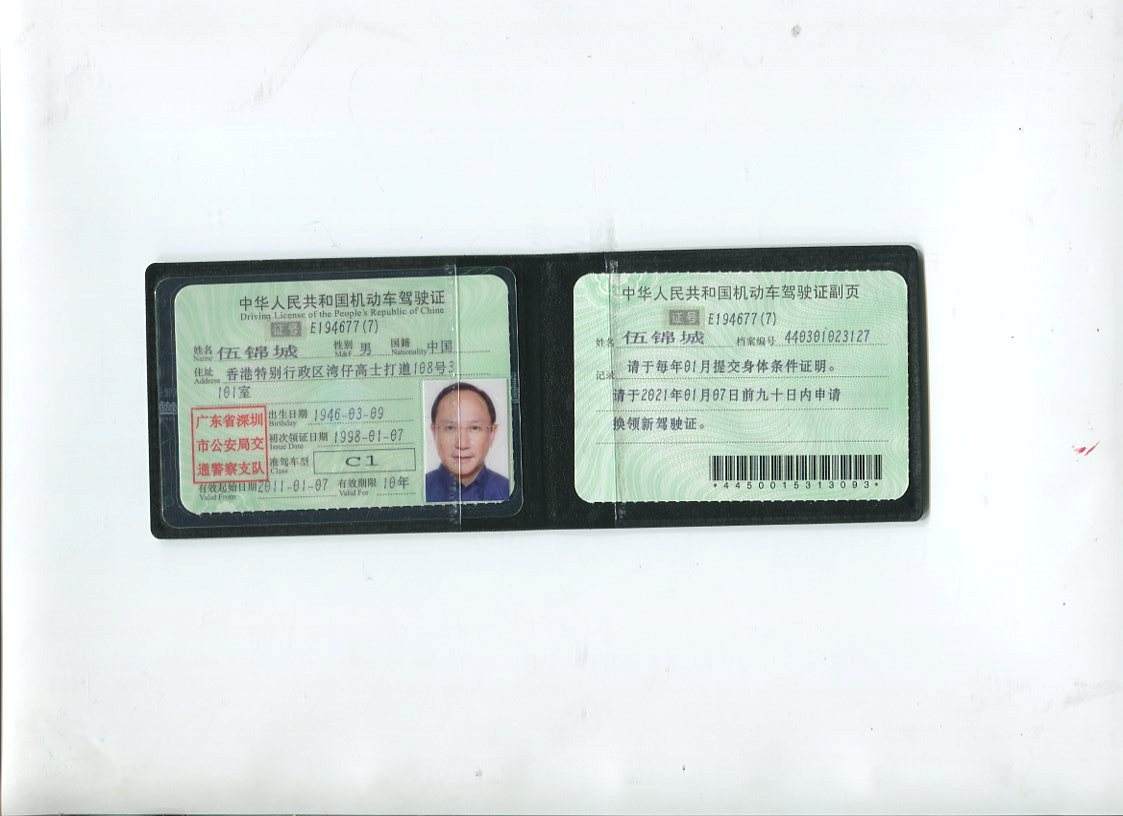 中华人民共和国机动车驾驶证
Driving License of the People's Republic of China
证号 E194677(7)
姓名 Name 伍锦城 性别 M&F 男 国籍 Nationality 中国
住址 Address 香港特别行政区湾仔高士打道108号3
101室
广东省深圳
市公安局交
通警察支队
出生日期 Birthday 1946-03-09
初次领证日期 Issue Date 1998-01-07
准驾车型 Class C1
有效起始日期 Valid From 2011-01-07 有效期限 Valid For 10年
中华人民共和国机动车驾驶证副页
证号 E194677(7)
姓名 伍锦城 档案编号 440301023127
记录 请于每年01月提交身体条件证明。
请于2021年01月07日前九十日内申请
换领新驾驶证。
*4450015313093*